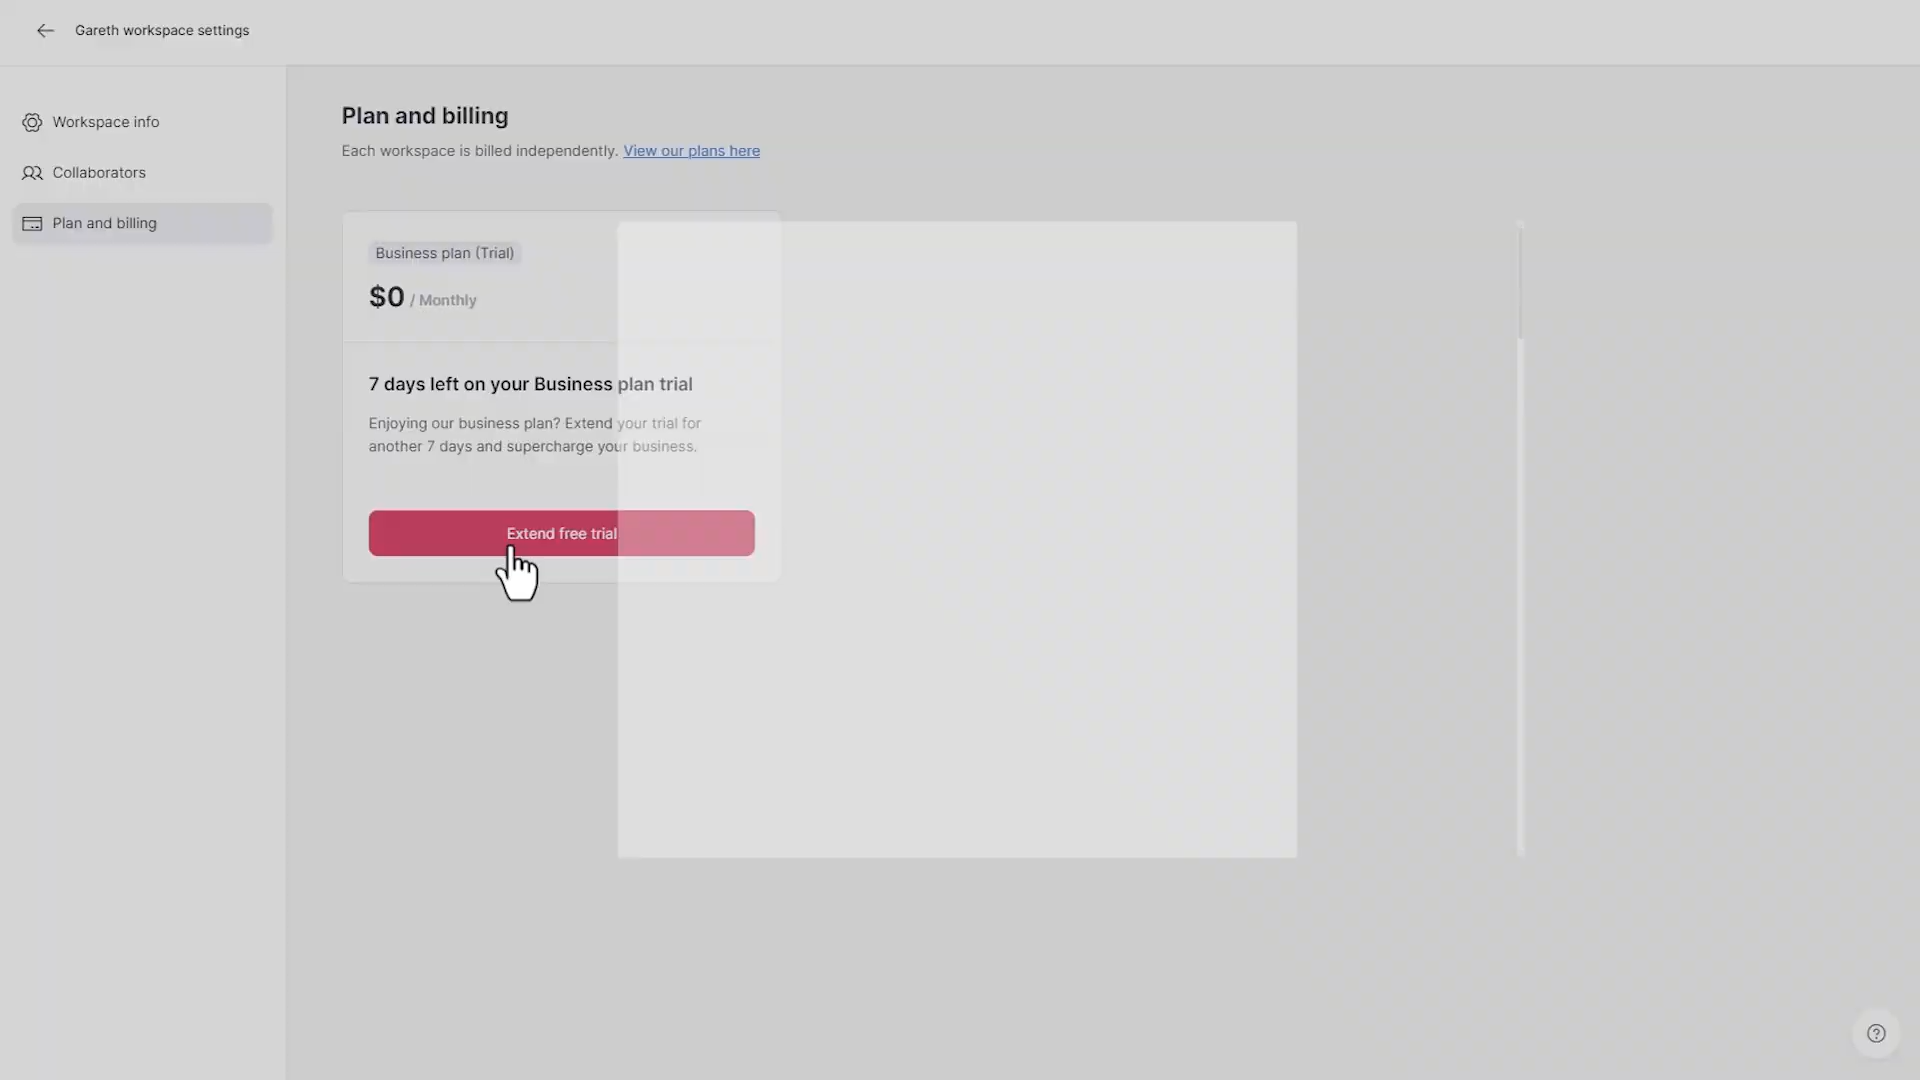 Gareth workspace settings
Workspace info
Collaborators
Plan and billing
Plan and billing
Each workspace is billed independently. View our plans here
Business plan (Trial)
$0 / Monthly
7 days left on your Business plan trial
Enjoying our business plan? Extend your trial for
another 7 days and supercharge your business.
Extend free trial